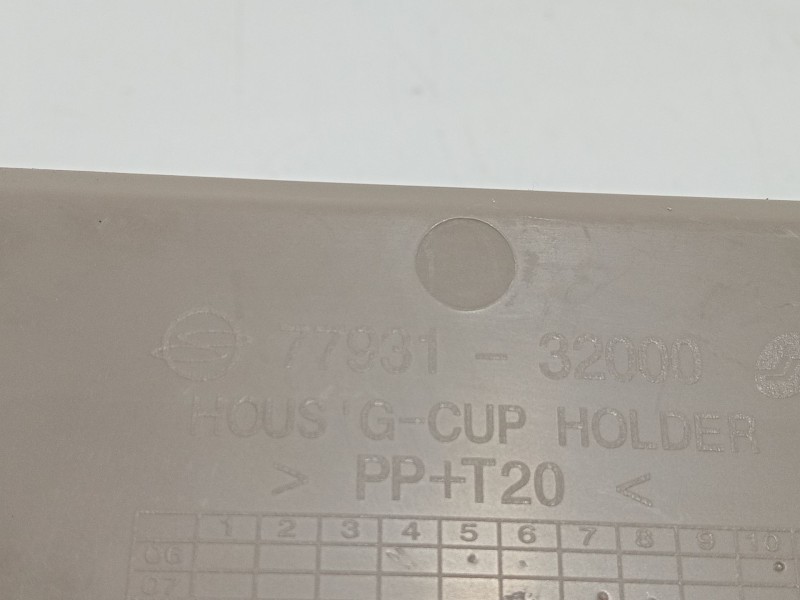 77931 - 32000
HOUS'G-CUP HOLDER
> PP+T20 <
1 2 3 4 5 6 7 8 9 10
06
07